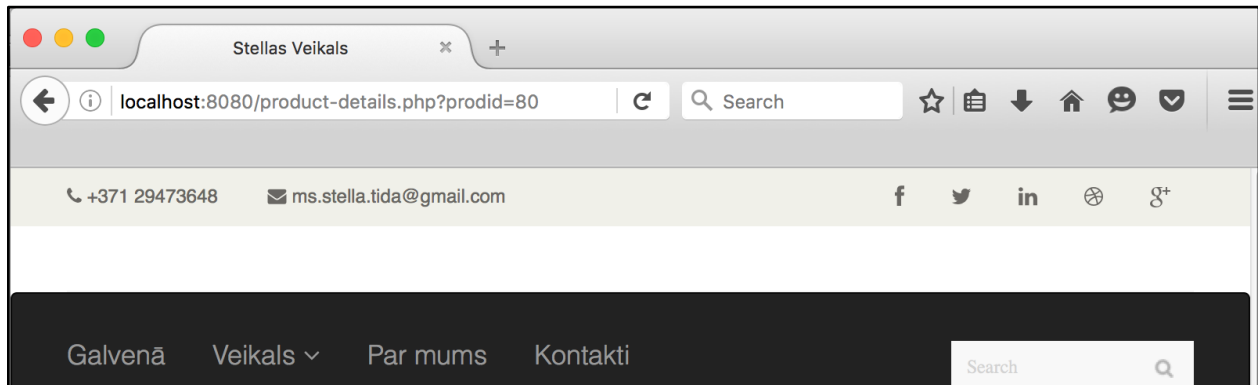 Stellas Veikals
localhost:8080/product-details.php?prodid=80 Search
+371 29473648 ms.stella.tida@gmail.com f in g+
Galvenā Veikals Par mums Kontakti Search